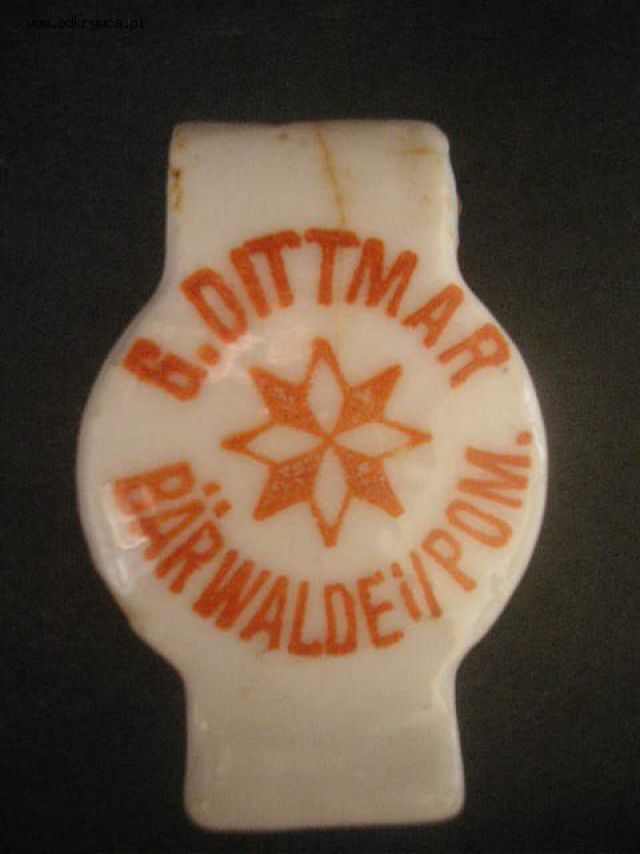 www.odkrywca.pl
G. DITTMAR
BÄRWALDE i/POM.